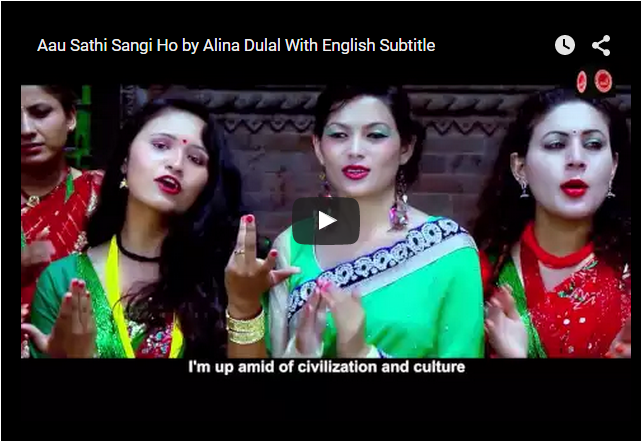 Aau Sathi Sangi Ho by Alina Dulal With English Subtitle
I'm up amid of civilization and culture